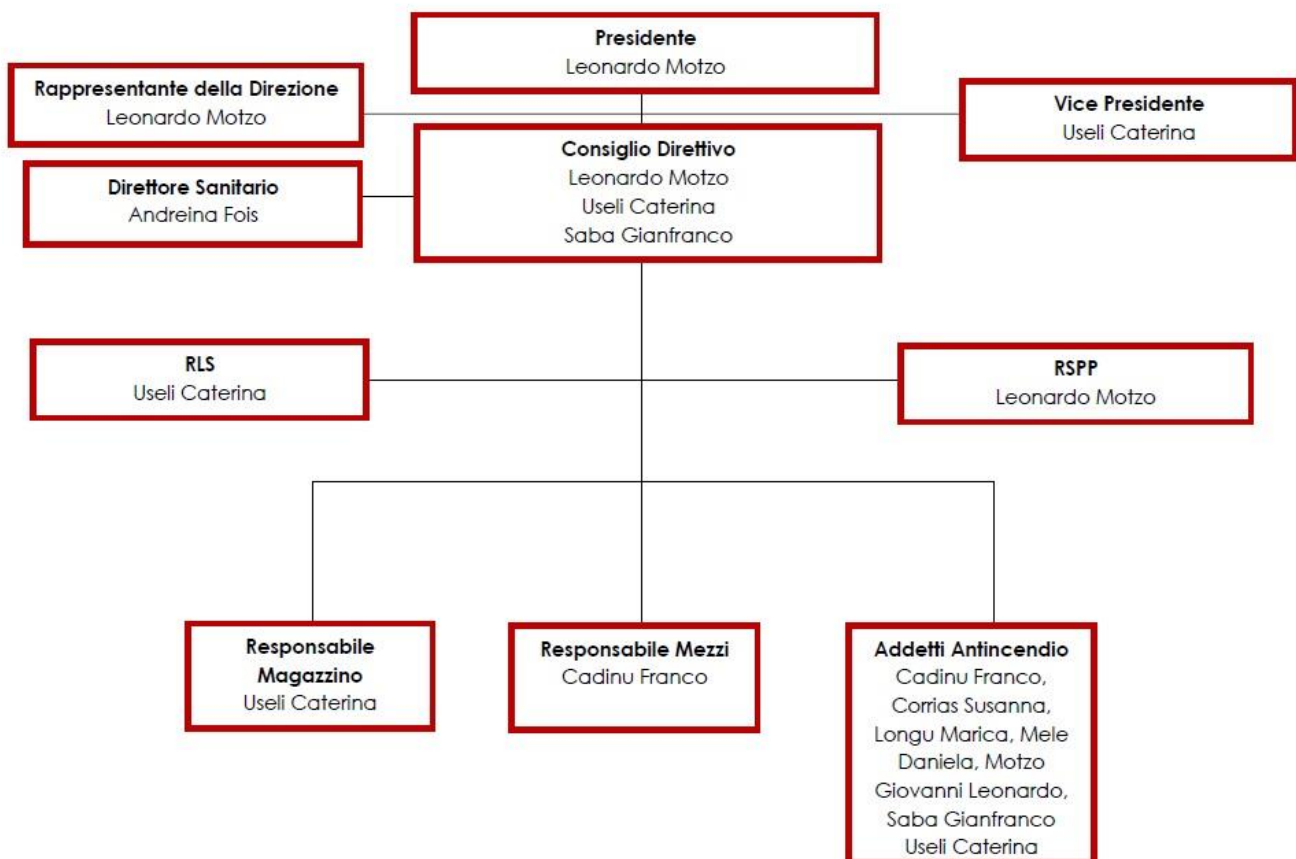 Presidente
Leonardo Motzo
Rappresentante della Direzione
Leonardo Motzo
Vice Presidente
Useli Caterina
Consiglio Direttivo
Leonardo Motzo
Useli Caterina
Saba Gianfranco
Direttore Sanitario
Andreina Fois
RLS
Useli Caterina
RSPP
Leonardo Motzo
Responsabile
Magazzino
Useli Caterina
Responsabile Mezzi
Cadinu Franco
Addetti Antincendio
Cadinu Franco,
Corrias Susanna,
Longu Marica, Mele
Daniela, Motzo
Giovanni Leonardo,
Saba Gianfranco
Useli Caterina